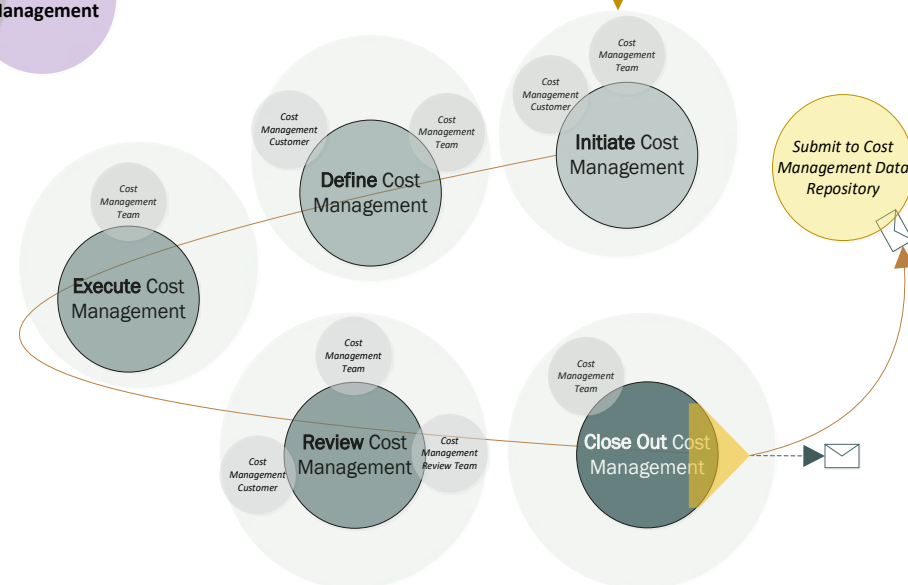 Management
Cost
Management
Team
Cost
Management
Customer
Initiate Cost
Management
Cost
Management
Customer
Cost
Management
Team
Define Cost
Management
Submit to Cost
Management Data
Repository
Cost
Management
Team
Execute Cost
Management
Cost
Management
Team
Review Cost
Management
Cost
Management
Customer
Cost
Management
Review Team
Cost
Management
Team
Close Out Cost
Management